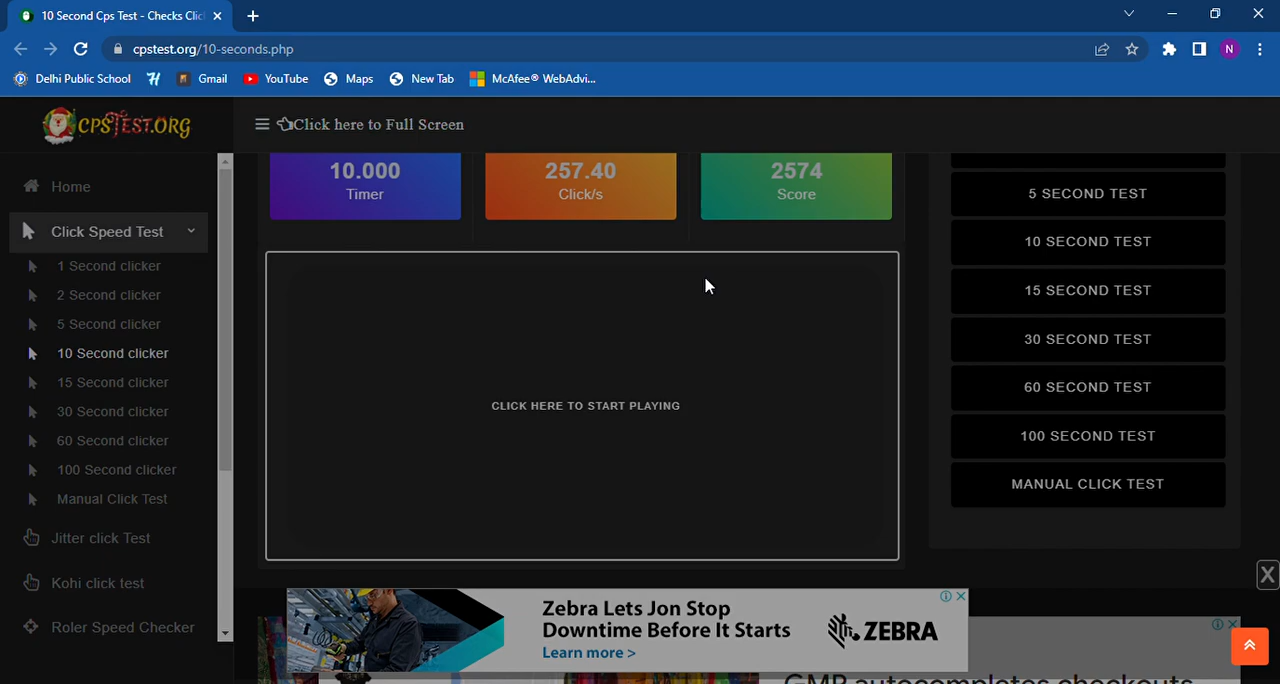 10 Second Cps Test - Checks Clic
cpstest.org/10-seconds.php
N
Delhi Public School
Gmail
YouTube
Maps
New Tab
McAfee® WebAdvi...
CPSTEST.ORG
Click here to Full Screen
Home
Click Speed Test
1 Second clicker
2 Second clicker
5 Second clicker
10 Second clicker
15 Second clicker
30 Second clicker
60 Second clicker
100 Second clicker
Manual Click Test
Jitter click Test
Kohi click test
Roler Speed Checker
10.000
Timer
257.40
Click/s
2574
Score
CLICK HERE TO START PLAYING
5 SECOND TEST
10 SECOND TEST
15 SECOND TEST
30 SECOND TEST
60 SECOND TEST
100 SECOND TEST
MANUAL CLICK TEST
X
Zebra Lets Jon Stop
Downtime Before It Starts
Learn more >
ZEBRA
GMP autocompletes checkouts